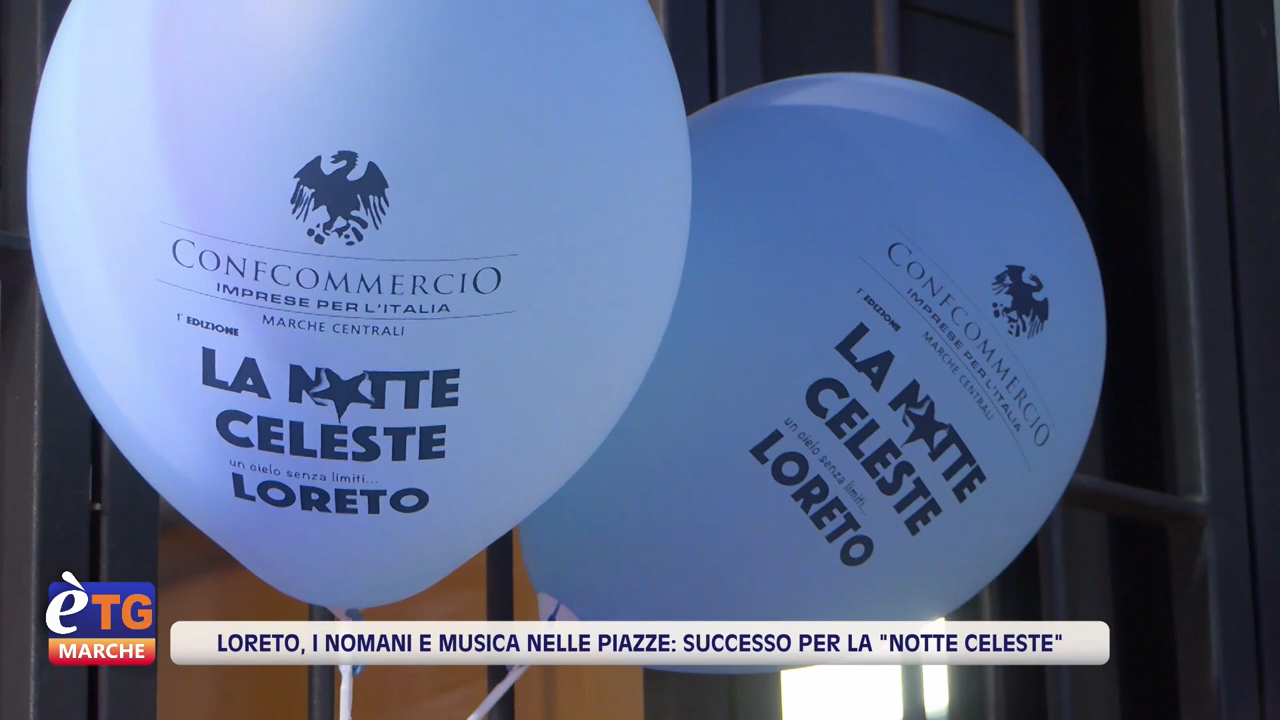 CONFCOMMERCIO
IMPRESE PER L'ITALIA
MARCHE CENTRALI
1ª EDIZIONE
LA NOTTE
CELESTE
un cielo senza limiti...
LORETO
CONFCOMMERCIO
IMPRESE PER L'ITALIA
MARCHE CENTRALI
1ª EDIZIONE
LA NOTTE
CELESTE
un cielo senza limiti...
LORETO
è TG
MARCHE
LORETO, I NOMANI E MUSICA NELLE PIAZZE: SUCCESSO PER LA "NOTTE CELESTE"